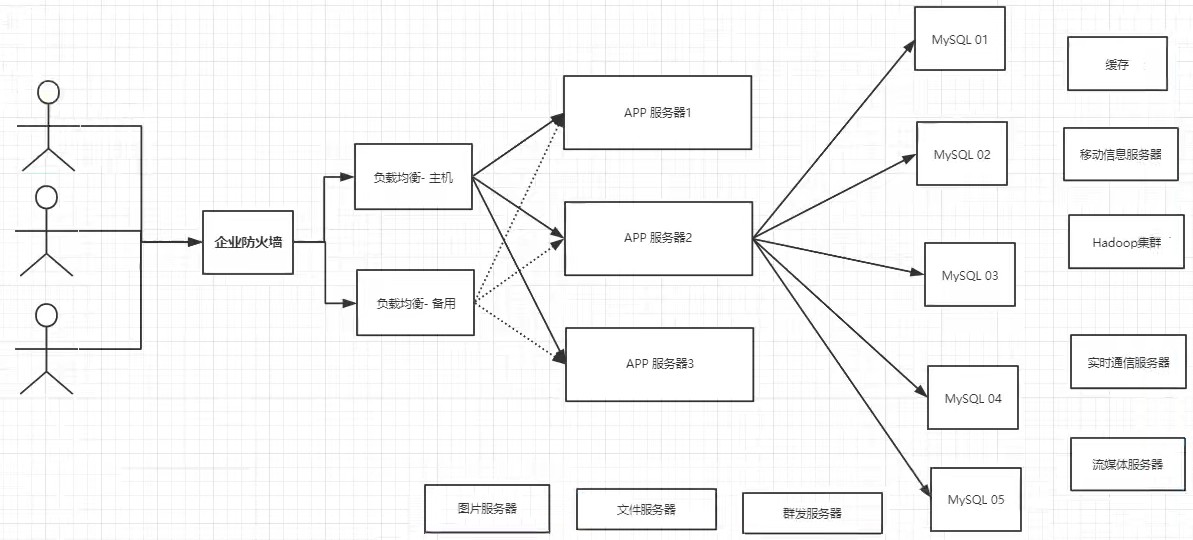 企业防火墙
负载均衡- 主机
负载均衡- 备用
APP 服务器1
APP 服务器2
APP 服务器3
MySQL 01
MySQL 02
MySQL 03
MySQL 04
MySQL 05
缓存
移动信息服务器
Hadoop集群
实时通信服务器
流媒体服务器
图片服务器
文件服务器
群发服务器